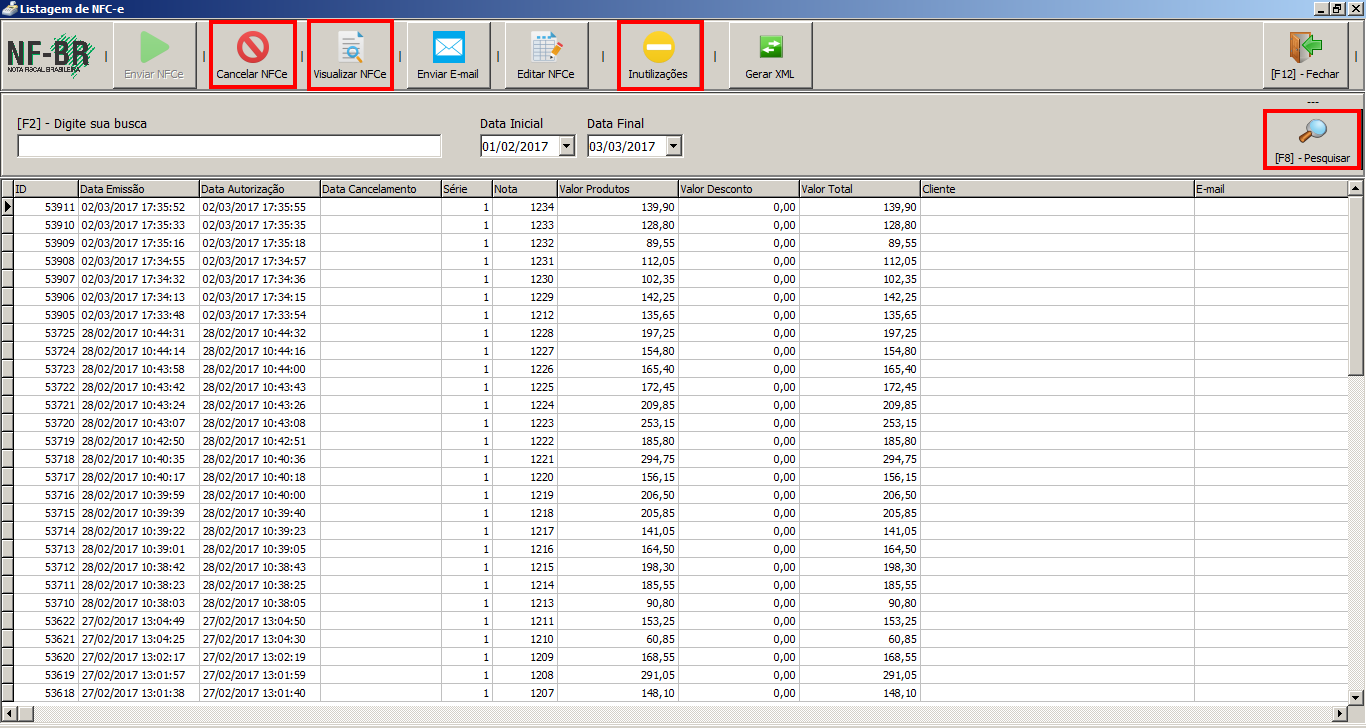 Listagem de NFC-e
NF-BR
NOTA FISCAL BRASILEIRA
Enviar NFCe
Cancelar NFCe
Visualizar NFCe
Enviar E-mail
Editar NFCe
Inutilizações
Gerar XML
[F12] - Fechar
---
[F2] - Digite sua busca
Data Inicial
Data Final
01/02/2017
03/03/2017
[F8] - Pesquisar
ID Data Emissão Data Autorização Data Cancelamento Série Nota Valor Produtos Valor Desconto Valor Total Cliente E-mail
53911 02/03/2017 17:35:52 02/03/2017 17:35:55 1 1234 139,90 0,00 139,90
53910 02/03/2017 17:35:33 02/03/2017 17:35:35 1 1233 128,80 0,00 128,80
53909 02/03/2017 17:35:16 02/03/2017 17:35:18 1 1232 89,55 0,00 89,55
53908 02/03/2017 17:34:55 02/03/2017 17:34:57 1 1231 112,05 0,00 112,05
53907 02/03/2017 17:34:32 02/03/2017 17:34:36 1 1230 102,35 0,00 102,35
53906 02/03/2017 17:34:13 02/03/2017 17:34:15 1 1229 142,25 0,00 142,25
53905 02/03/2017 17:33:48 02/03/2017 17:33:54 1 1212 135,65 0,00 135,65
53725 28/02/2017 10:44:31 28/02/2017 10:44:32 1 1228 197,25 0,00 197,25
53724 28/02/2017 10:44:14 28/02/2017 10:44:16 1 1227 154,80 0,00 154,80
53723 28/02/2017 10:43:58 28/02/2017 10:44:00 1 1226 165,40 0,00 165,40
53722 28/02/2017 10:43:42 28/02/2017 10:43:43 1 1225 172,45 0,00 172,45
53721 28/02/2017 10:43:24 28/02/2017 10:43:26 1 1224 209,85 0,00 209,85
53720 28/02/2017 10:43:07 28/02/2017 10:43:08 1 1223 253,15 0,00 253,15
53719 28/02/2017 10:42:50 28/02/2017 10:42:51 1 1222 185,80 0,00 185,80
53718 28/02/2017 10:40:35 28/02/2017 10:40:36 1 1221 294,75 0,00 294,75
53717 28/02/2017 10:40:17 28/02/2017 10:40:18 1 1220 156,15 0,00 156,15
53716 28/02/2017 10:39:59 28/02/2017 10:40:00 1 1219 206,50 0,00 206,50
53715 28/02/2017 10:39:39 28/02/2017 10:39:40 1 1218 205,85 0,00 205,85
53714 28/02/2017 10:39:22 28/02/2017 10:39:23 1 1217 141,05 0,00 141,05
53713 28/02/2017 10:39:01 28/02/2017 10:39:05 1 1216 164,50 0,00 164,50
53712 28/02/2017 10:38:42 28/02/2017 10:38:43 1 1215 198,30 0,00 198,30
53711 28/02/2017 10:38:23 28/02/2017 10:38:25 1 1214 185,55 0,00 185,55
53710 28/02/2017 10:38:03 28/02/2017 10:38:05 1 1213 90,80 0,00 90,80
53622 27/02/2017 13:04:49 27/02/2017 13:04:50 1 1211 153,25 0,00 153,25
53621 27/02/2017 13:04:25 27/02/2017 13:04:30 1 1210 60,85 0,00 60,85
53620 27/02/2017 13:02:17 27/02/2017 13:02:19 1 1209 168,55 0,00 168,55
53619 27/02/2017 13:01:57 27/02/2017 13:01:59 1 1208 291,05 0,00 291,05
53618 27/02/2017 13:01:38 27/02/2017 13:01:40 1 1207 148,10 0,00 148,10